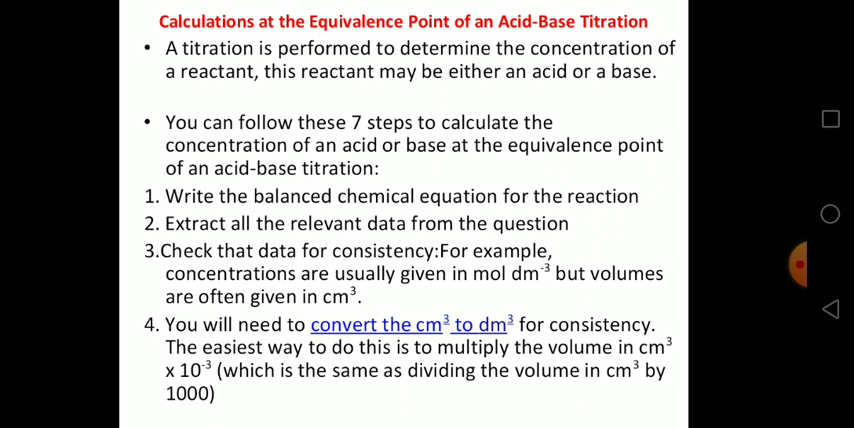 Calculations at the Equivalence Point of an Acid-Base Titration
• A titration is performed to determine the concentration of
a reactant, this reactant may be either an acid or a base.
• You can follow these 7 steps to calculate the
concentration of an acid or base at the equivalence point
of an acid-base titration:
1. Write the balanced chemical equation for the reaction
2. Extract all the relevant data from the question
3.Check that data for consistency:For example,
concentrations are usually given in mol dm⁻³ but volumes
are often given in cm³.
4. You will need to convert the cm³ to dm³ for consistency.
The easiest way to do this is to multiply the volume in cm³
x 10⁻³ (which is the same as dividing the volume in cm³ by
1000)